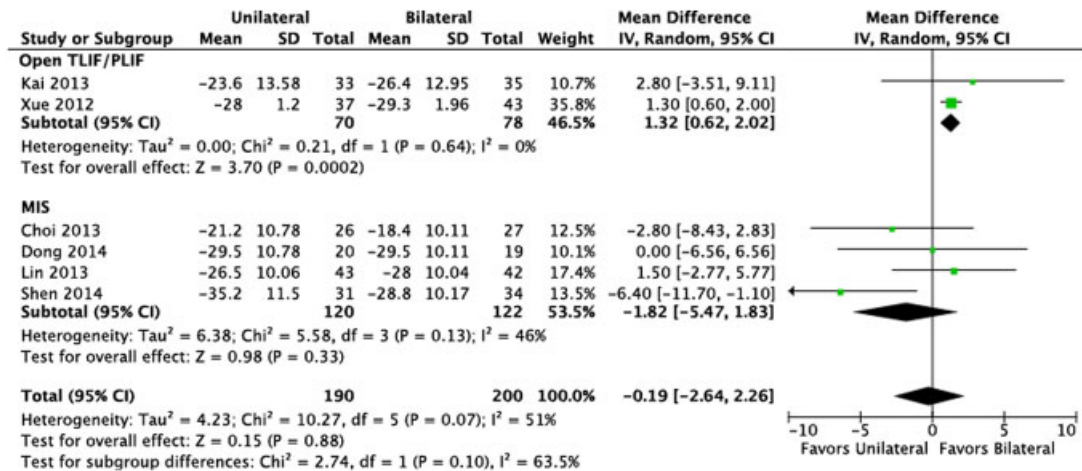 Unilateral Bilateral Mean Difference Mean Difference
Study or Subgroup Mean SD Total Mean SD Total Weight IV, Random, 95% CI IV, Random, 95% CI
Open TLIF/PLIF
Kai 2013 -23.6 13.58 33 -26.4 12.95 35 10.7% 2.80 [-3.51, 9.11]
Xue 2012 -28 1.2 37 -29.3 1.96 43 35.8% 1.30 [0.60, 2.00]
Subtotal (95% CI) 70 78 46.5% 1.32 [0.62, 2.02]
Heterogeneity: Tau² = 0.00; Chi² = 0.21, df = 1 (P = 0.64); I² = 0%
Test for overall effect: Z = 3.70 (P = 0.0002)
MIS
Choi 2013 -21.2 10.78 26 -18.4 10.11 27 12.5% -2.80 [-8.43, 2.83]
Dong 2014 -29.5 10.78 20 -29.5 10.11 19 10.1% 0.00 [-6.56, 6.56]
Lin 2013 -26.5 10.06 43 -28 10.04 42 17.4% 1.50 [-2.77, 5.77]
Shen 2014 -35.2 11.5 31 -28.8 10.17 34 13.5% -6.40 [-11.70, -1.10]
Subtotal (95% CI) 120 122 53.5% -1.82 [-5.47, 1.83]
Heterogeneity: Tau² = 6.38; Chi² = 5.58, df = 3 (P = 0.13); I² = 46%
Test for overall effect: Z = 0.98 (P = 0.33)
Total (95% CI) 190 200 100.0% -0.19 [-2.64, 2.26]
Heterogeneity: Tau² = 4.23; Chi² = 10.27, df = 5 (P = 0.07); I² = 51%
Test for overall effect: Z = 0.15 (P = 0.88)
Test for subgroup differences: Chi² = 2.74, df = 1 (P = 0.10), I² = 63.5%
-10 -5 0 5 10
Favors Unilateral Favors Bilateral